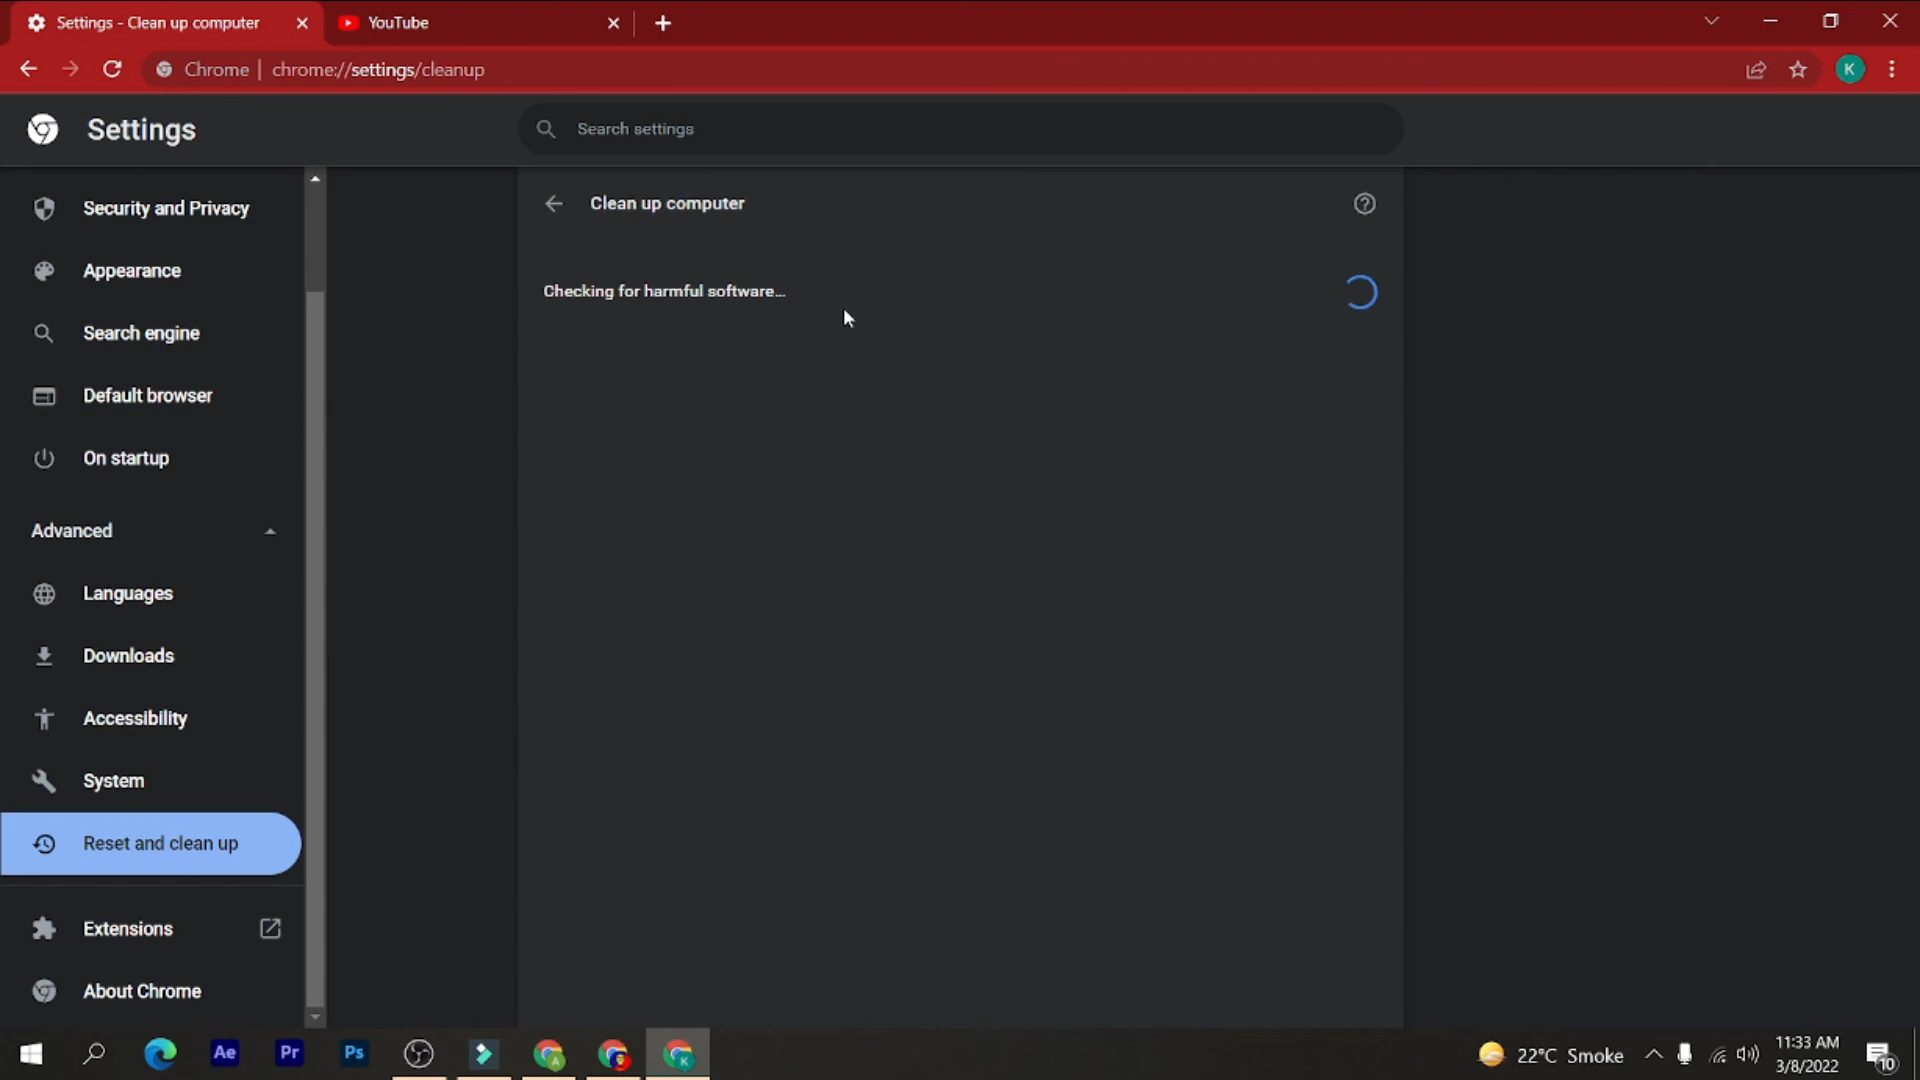 Settings - Clean up computer
YouTube
Chrome
chrome://settings/cleanup
K
Settings
Search settings
Security and Privacy
Appearance
Search engine
Default browser
On startup
Advanced
Languages
Downloads
Accessibility
System
Reset and clean up
Extensions
About Chrome
Clean up computer
Checking for harmful software...
Ae
Pr
Ps
A
K
22°C Smoke
11:33 AM
3/8/2022
10